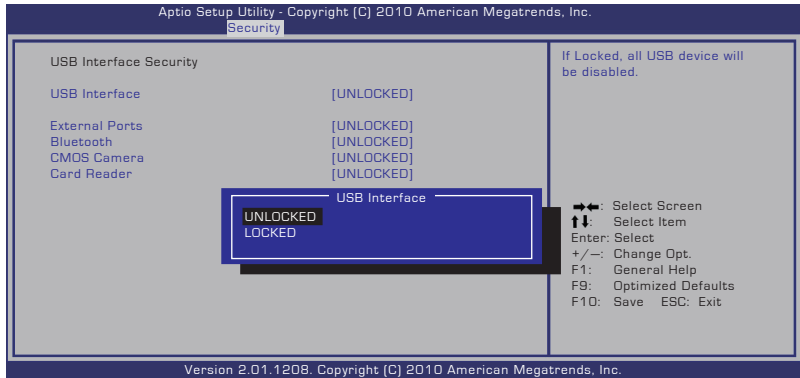 Aptio Setup Utility - Copyright (C) 2010 American Megatrends, Inc.
Security
USB Interface Security
USB Interface [UNLOCKED]
External Ports [UNLOCKED]
Bluetooth [UNLOCKED]
CMOS Camera [UNLOCKED]
Card Reader [UNLOCKED]
USB Interface
UNLOCKED
LOCKED
If Locked, all USB device will
be disabled.
→←: Select Screen
↑↓: Select Item
Enter: Select
+/—: Change Opt.
F1: General Help
F9: Optimized Defaults
F10: Save ESC: Exit
Version 2.01.1208. Copyright (C) 2010 American Megatrends, Inc.